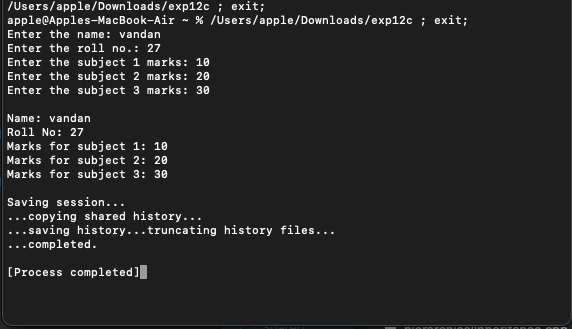 /Users/apple/Downloads/exp12c ; exit;
apple@Apples-MacBook-Air ~ % /Users/apple/Downloads/exp12c ; exit;
Enter the name: vandan
Enter the roll no.: 27
Enter the subject 1 marks: 10
Enter the subject 2 marks: 20
Enter the subject 3 marks: 30
Name: vandan
Roll No: 27
Marks for subject 1: 10
Marks for subject 2: 20
Marks for subject 3: 30
Saving session...
...copying shared history...
...saving history...truncating history files...
...completed.
[Process completed]